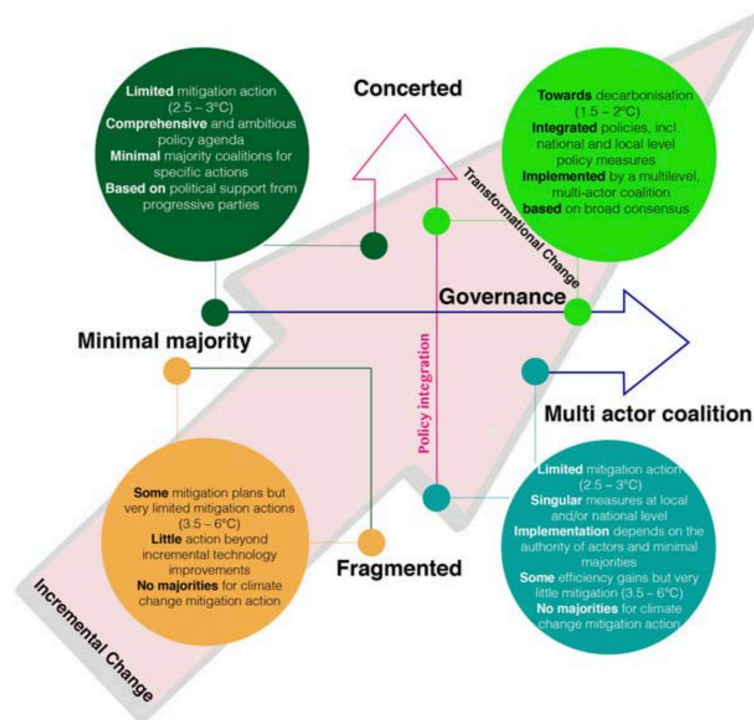 Limited mitigation action
(2.5 – 3°C)
Comprehensive and ambitious
policy agenda
Minimal majority coalitions for
specific actions
Based on political support from
progressive parties
Concerted
Towards decarbonisation
(1.5 – 2°C)
Integrated policies, incl.
national and local level
policy measures
Implemented by a multilevel,
multi-actor coalition
based on broad consensus
Transformational Change
Governance
Minimal majority
Policy integration
Multi actor coalition
Some mitigation plans but
very limited mitigation actions
(3.5 – 6°C)
Little action beyond
incremental technology
improvements
No majorities for climate
change mitigation action
Fragmented
Limited mitigation action
(2.5 – 3°C)
Singular measures at local
and/or national level
Implementation depends on the
authority of actors and minimal
majorities
Some efficiency gains but very
little mitigation (3.5 – 6°C)
No majorities for climate
change mitigation action
Incremental Change